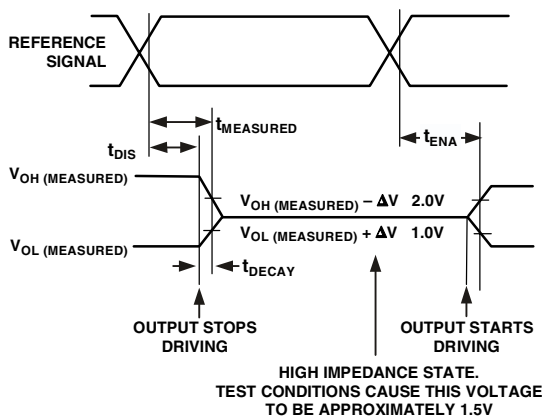 REFERENCE
SIGNAL
tMEASURED
tDIS
tENA
VOH (MEASURED)
VOH (MEASURED) – ΔV 2.0V
VOL (MEASURED) + ΔV 1.0V
VOL (MEASURED)
tDECAY
OUTPUT STOPS
DRIVING
OUTPUT STARTS
DRIVING
HIGH IMPEDANCE STATE.
TEST CONDITIONS CAUSE THIS VOLTAGE
TO BE APPROXIMATELY 1.5V